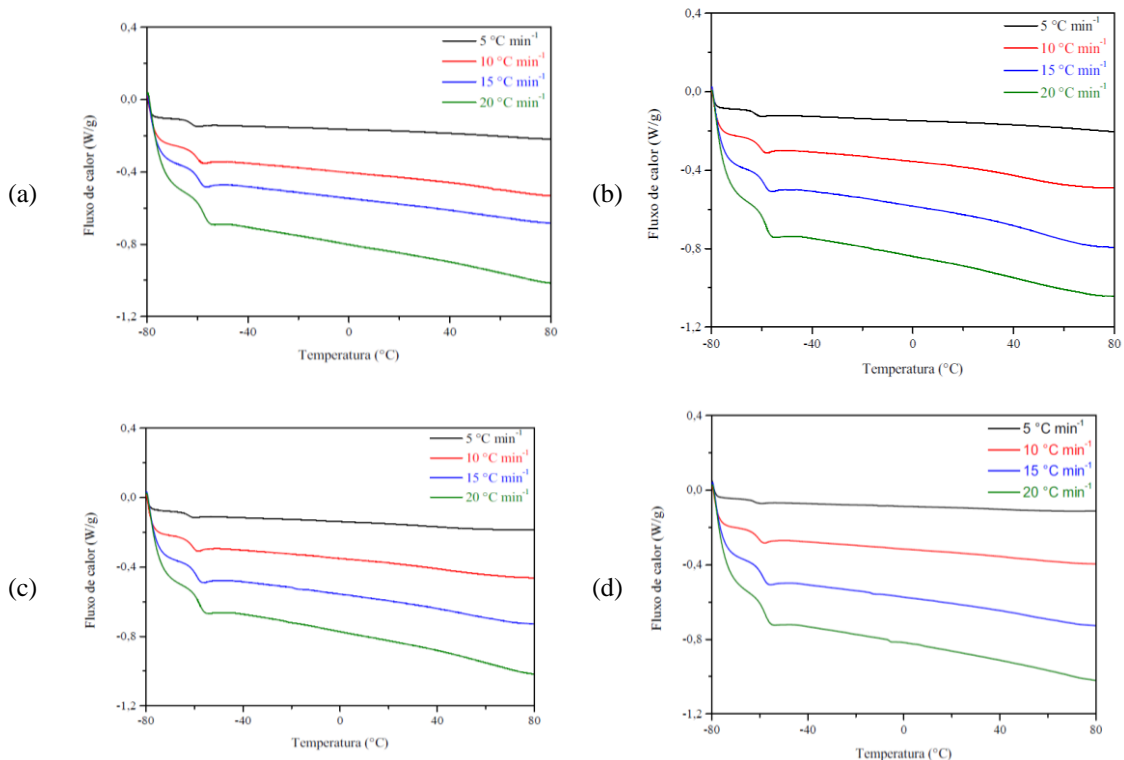 (a)
0,4
0,0
-0,4
-0,8
-1,2
Fluxo de calor (W/g)
5 °C min⁻¹
10 °C min⁻¹
15 °C min⁻¹
20 °C min⁻¹
-80
-40
0
40
80
Temperatura (°C)
(b)
0,4
0,0
-0,4
-0,8
-1,2
Fluxo de calor (W/g)
5 °C min⁻¹
10 °C min⁻¹
15 °C min⁻¹
20 °C min⁻¹
-80
-40
0
40
80
Temperatura (°C)
(c)
0,4
0,0
-0,4
-0,8
-1,2
Fluxo de calor (W/g)
5 °C min⁻¹
10 °C min⁻¹
15 °C min⁻¹
20 °C min⁻¹
-80
-40
0
40
80
Temperatura (°C)
(d)
0,4
0,0
-0,4
-0,8
-1,2
Fluxo de calor (W/g)
5 °C min⁻¹
10 °C min⁻¹
15 °C min⁻¹
20 °C min⁻¹
-80
-40
0
40
80
Temperatura (°C)